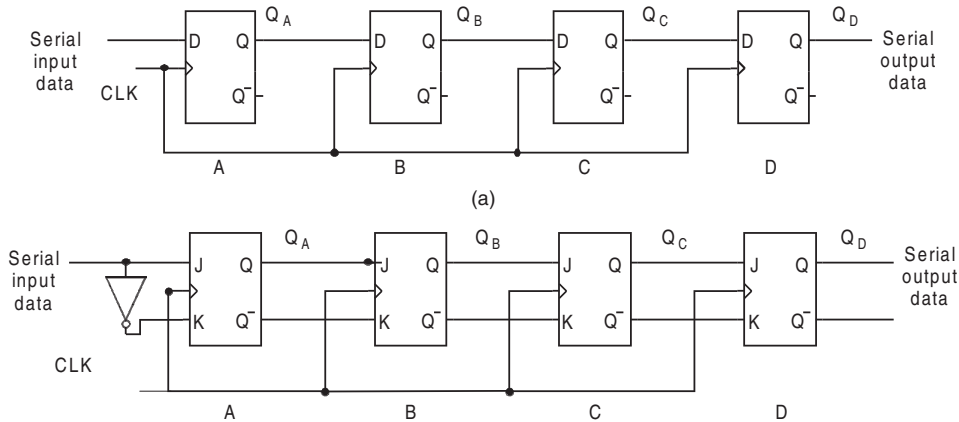 Q_A Q_B Q_C Q_D
Serial input data
D Q D Q D Q D Q
Serial output data
CLK
Q̄ Q̄ Q̄ Q̄
A B C D
(a)
Q_A Q_B Q_C Q_D
Serial input data
J Q J Q J Q J Q
Serial output data
K Q̄ K Q̄ K Q̄ K Q̄
CLK
A B C D